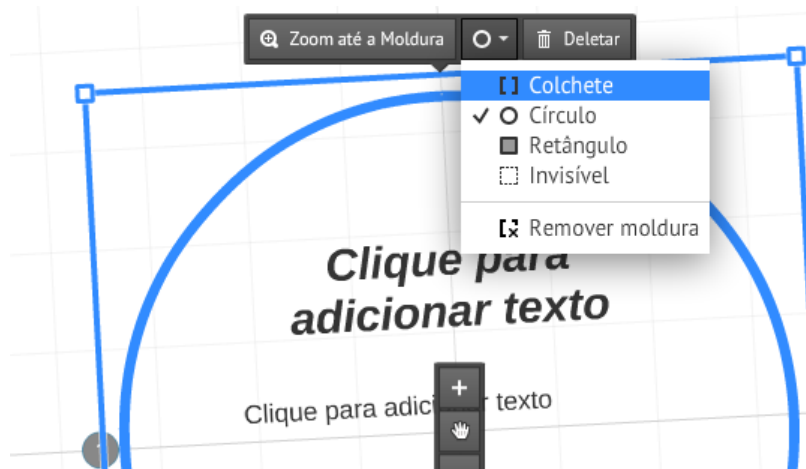 Zoom até a Moldura
Deletar
Colchete
Círculo
Retângulo
Invisível
Remover moldura
Clique para
adicionar texto
Clique para adic r texto